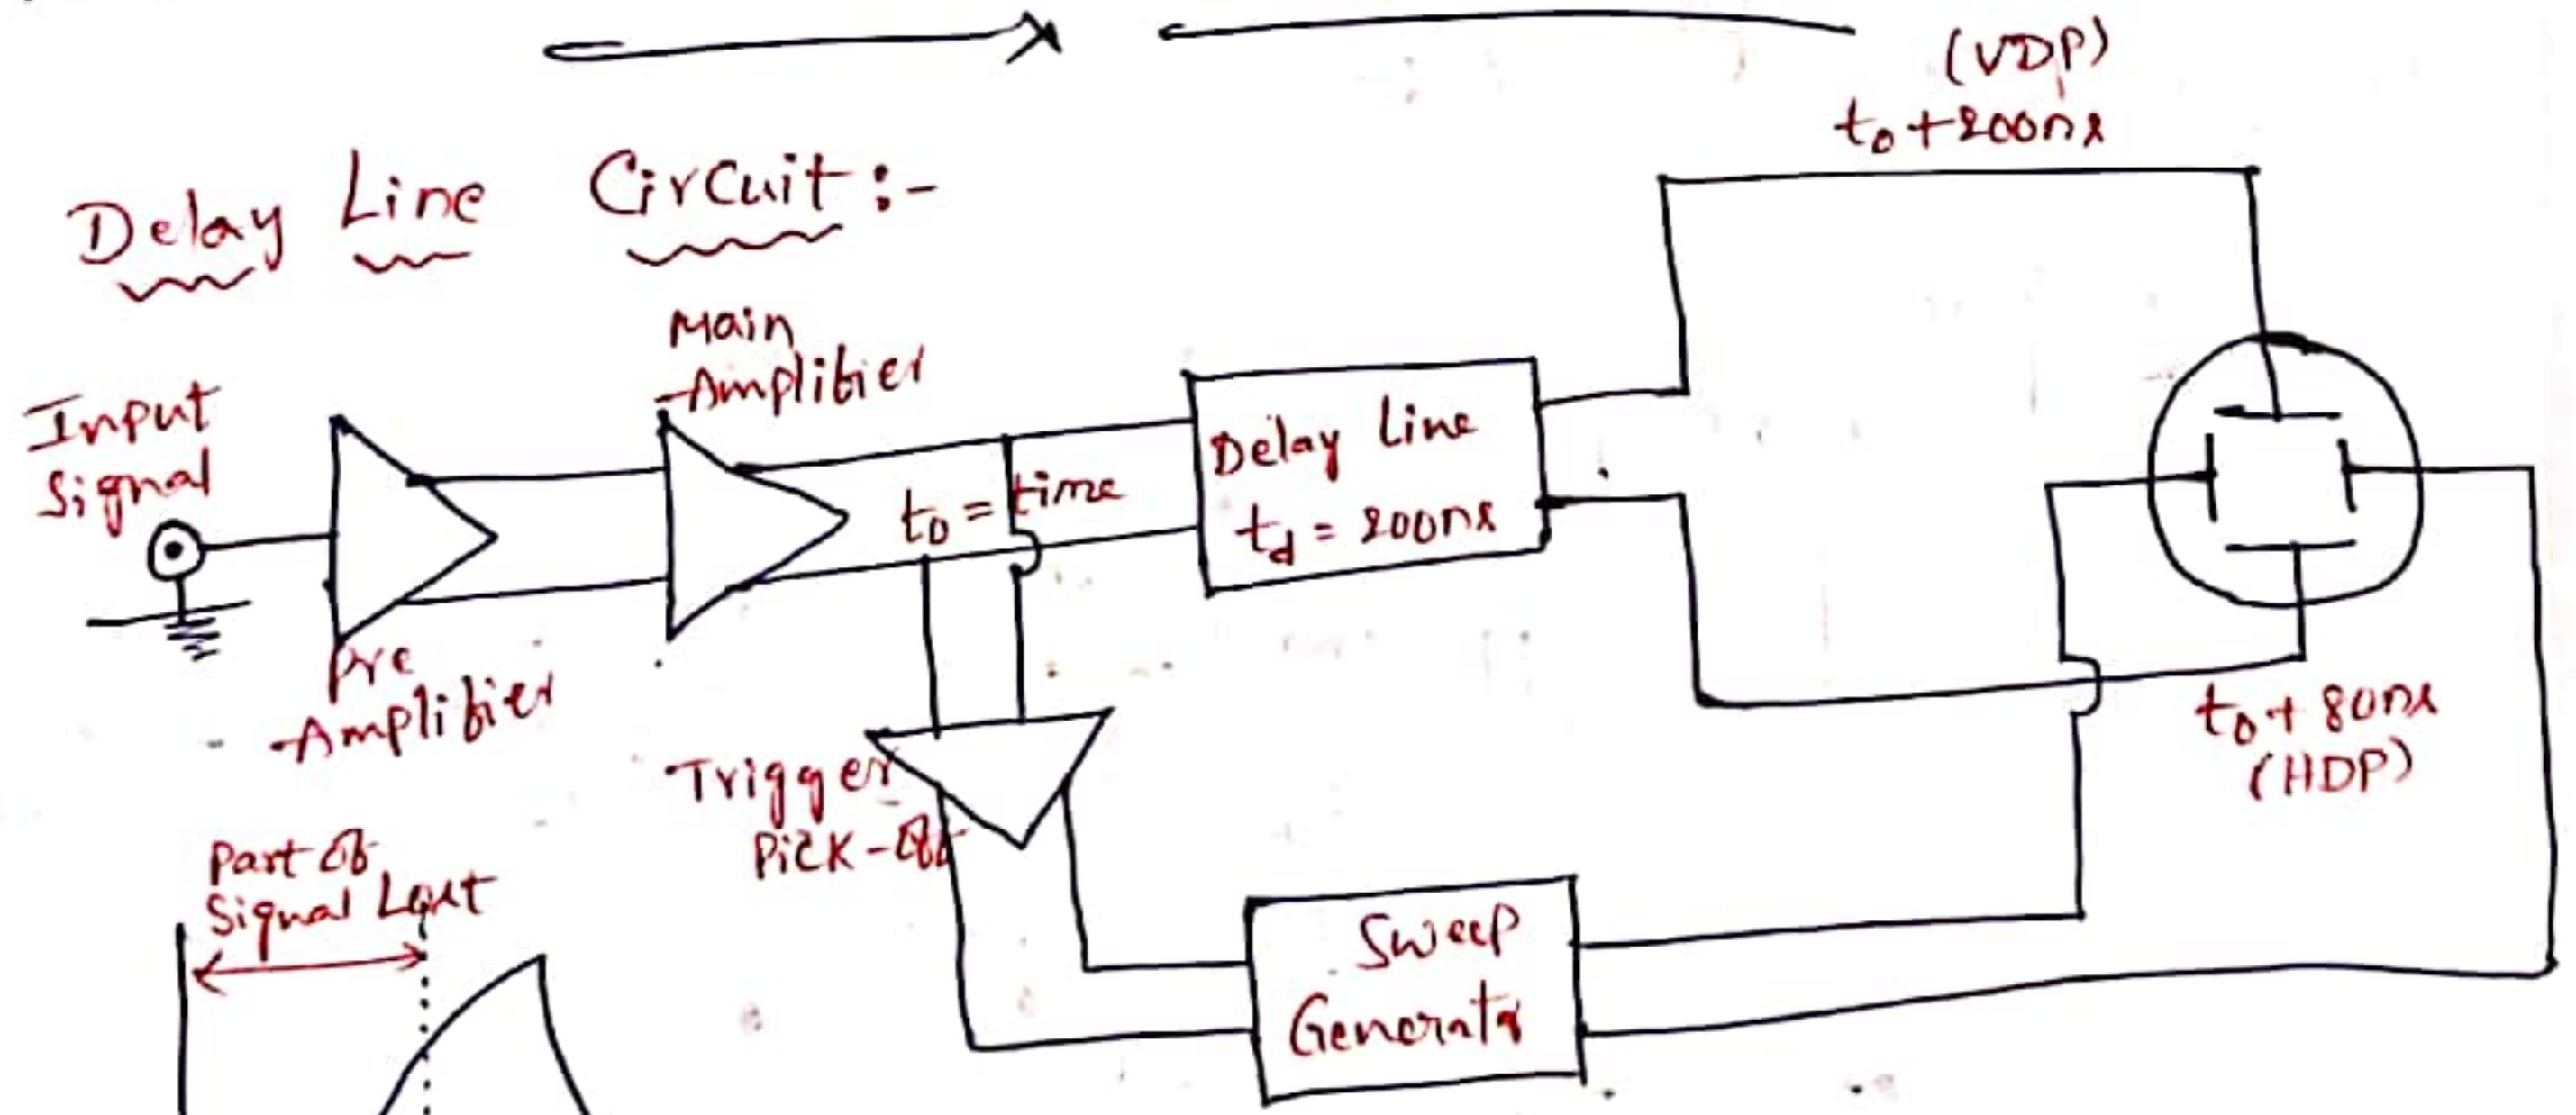 (VDP)
t0+200ns
Delay Line Circuit:-
Main
Amplifier
Input
Signal
t0 = time
Delay Line
td = 200ns
Pre
Amplifier
t0 + 80ns
(HDP)
Trigger
Pick-Off
Part of
Signal Lost
Sweep
Generator